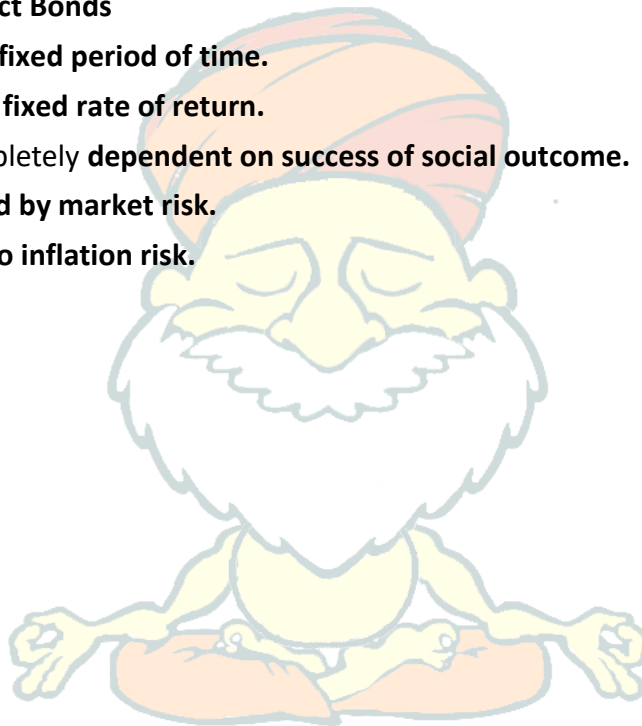 ct Bonds
fixed period of time.
fixed rate of return.
pletely dependent on success of social outcome.
d by market risk.
o inflation risk.